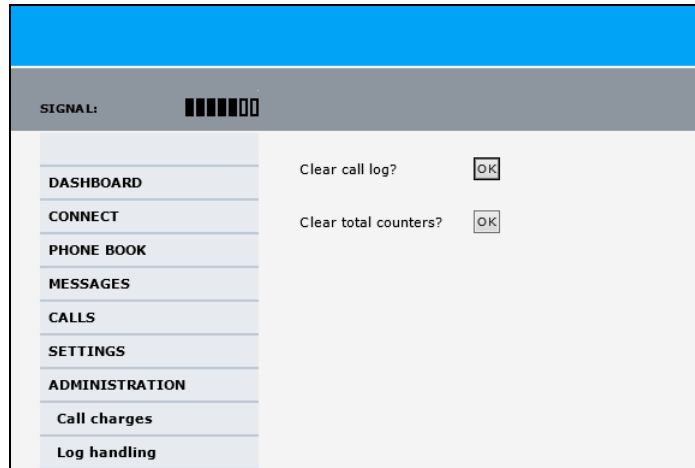 SIGNAL:
DASHBOARD
CONNECT
PHONE BOOK
MESSAGES
CALLS
SETTINGS
ADMINISTRATION
Call charges
Log handling
Clear call log? OK
Clear total counters? OK